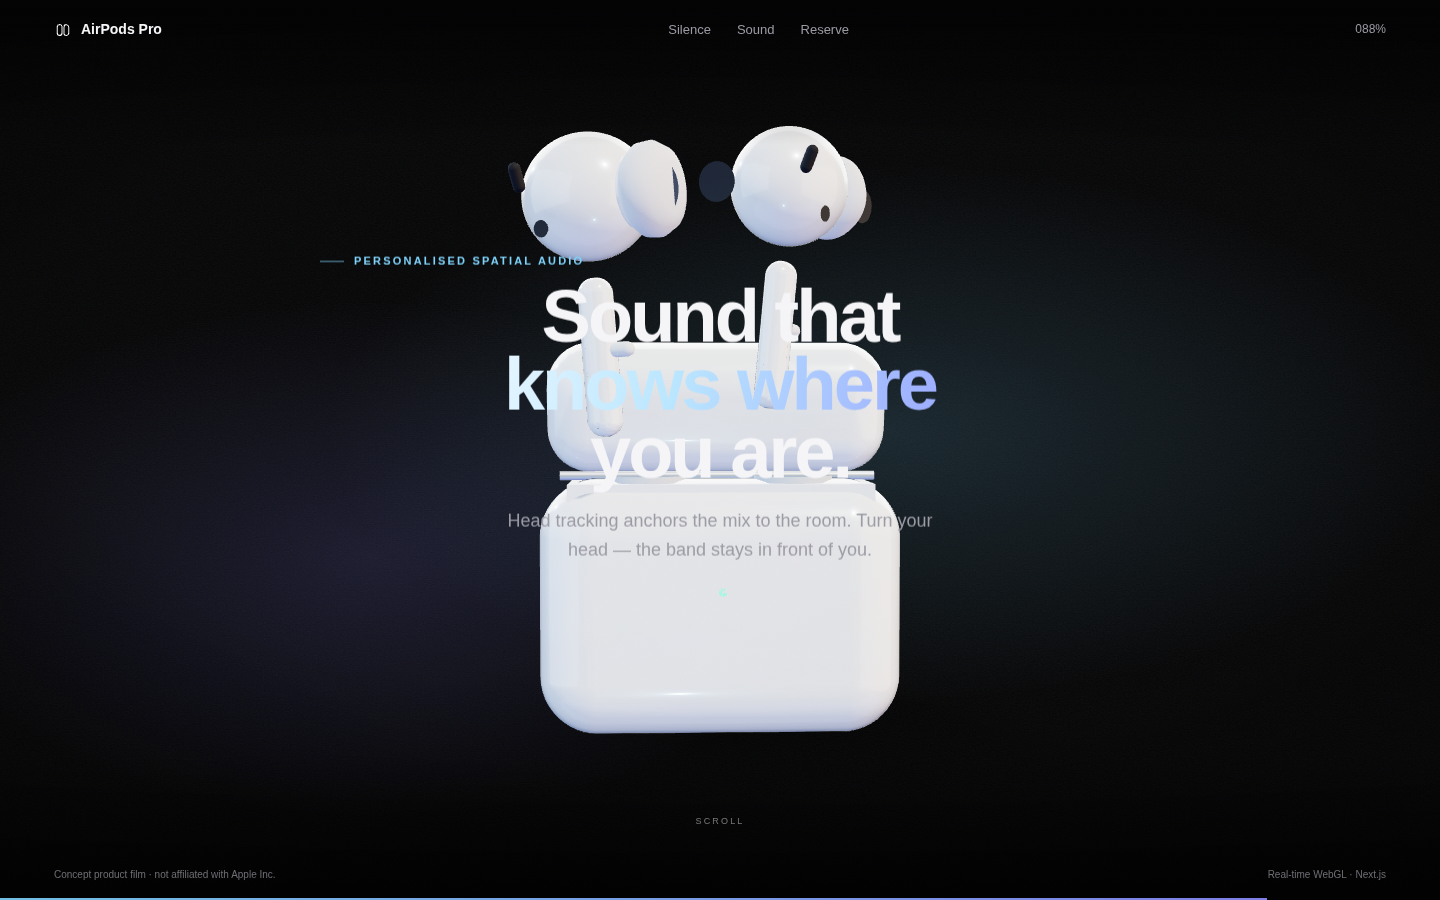 AirPods Pro
Silence
Sound
Reserve
088%
PERSONALISED SPATIAL AUDIO
Sound that
knows where
you are.
Head tracking anchors the mix to the room. Turn your
head — the band stays in front of you.
SCROLL
Concept product film · not affiliated with Apple Inc.
Real-time WebGL · Next.js